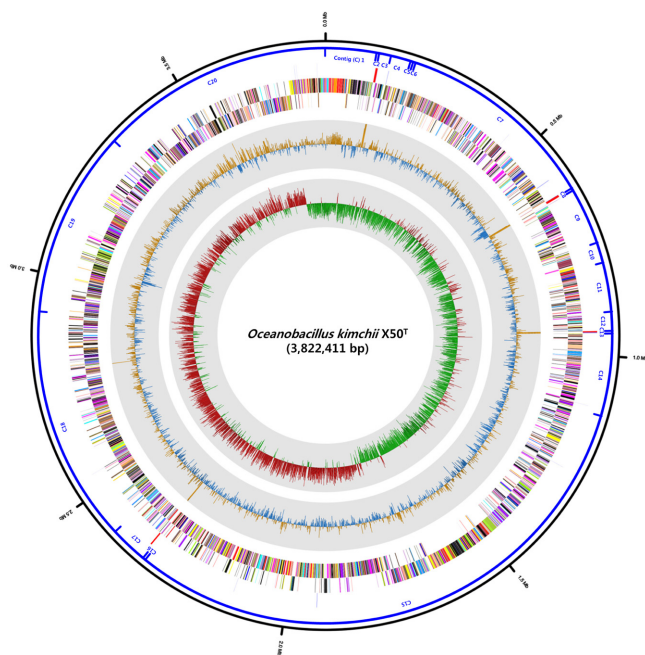 0.0 Mb
Contig (C) 1
C2
C3
C4
C5
C6
C7
0.5 Mb
C9
C10
C11
C12
C13
1.0 Mb
C14
1.5 Mb
C15
2.0 Mb
C16
C17
2.0 Mb
C18
3.0 Mb
C19
3.5 Mb
C20
Oceanobacillus kimchii X50ᵀ
(3,822,411 bp)